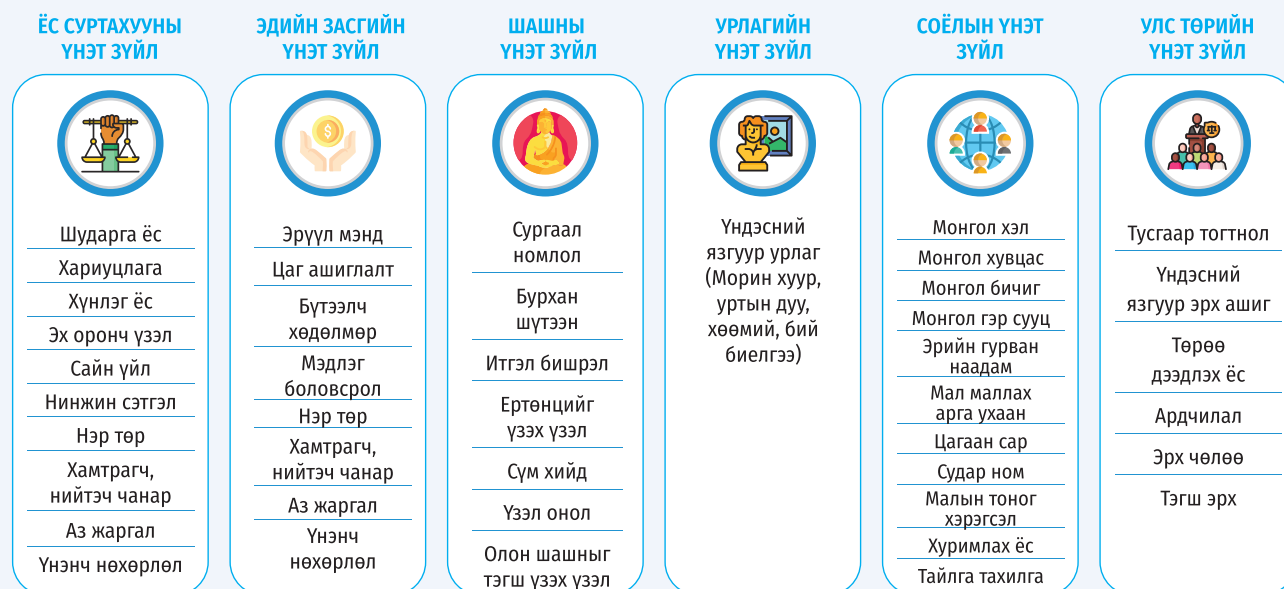 ЁС СУРТАХУУНЫ
ҮНЭТ ЗҮЙЛ
Шударга ёс
Хариуцлага
Хүнлэг ёс
Эх оронч үзэл
Сайн үйл
Нинжин сэтгэл
Нэр төр
Хамтрагч,
нийтэч чанар
Аз жаргал
Үнэнч нөхөрлөл
ЭДИЙН ЗАСГИЙН
ҮНЭТ ЗҮЙЛ
Эрүүл мэнд
Цаг ашиглалт
Бүтээлч
хөдөлмөр
Мэдлэг
боловсрол
Нэр төр
Хамтрагч,
нийтэч чанар
Аз жаргал
Үнэнч
нөхөрлөл
ШАШНЫ
ҮНЭТ ЗҮЙЛ
Сургаал
номлол
Бурхан
шүтээн
Итгэл бишрэл
Ертөнцийг
үзэх үзэл
Сүм хийд
Үзэл онол
Олон шашныг
тэгш үзэх үзэл
УРЛАГИЙН
ҮНЭТ ЗҮЙЛ
Үндэсний
язгуур урлаг
(Морин хуур,
уртын дуу,
хөөмий, бий
биелгээ)
СОЁЛЫН ҮНЭТ
ЗҮЙЛ
Монгол хэл
Монгол хувцас
Монгол бичиг
Монгол гэр сууц
Эрийн гурван
наадам
Мал маллах
арга ухаан
Цагаан сар
Судар ном
Малын тоног
хэрэгсэл
Хуримлах ёс
Тайлга тахилга
УЛС ТӨРИЙН
ҮНЭТ ЗҮЙЛ
Тусгаар тогтнол
Үндэсний
язгуур эрх ашиг
Төрөө
дээдлэх ёс
Ардчилал
Эрх чөлөө
Тэгш эрх